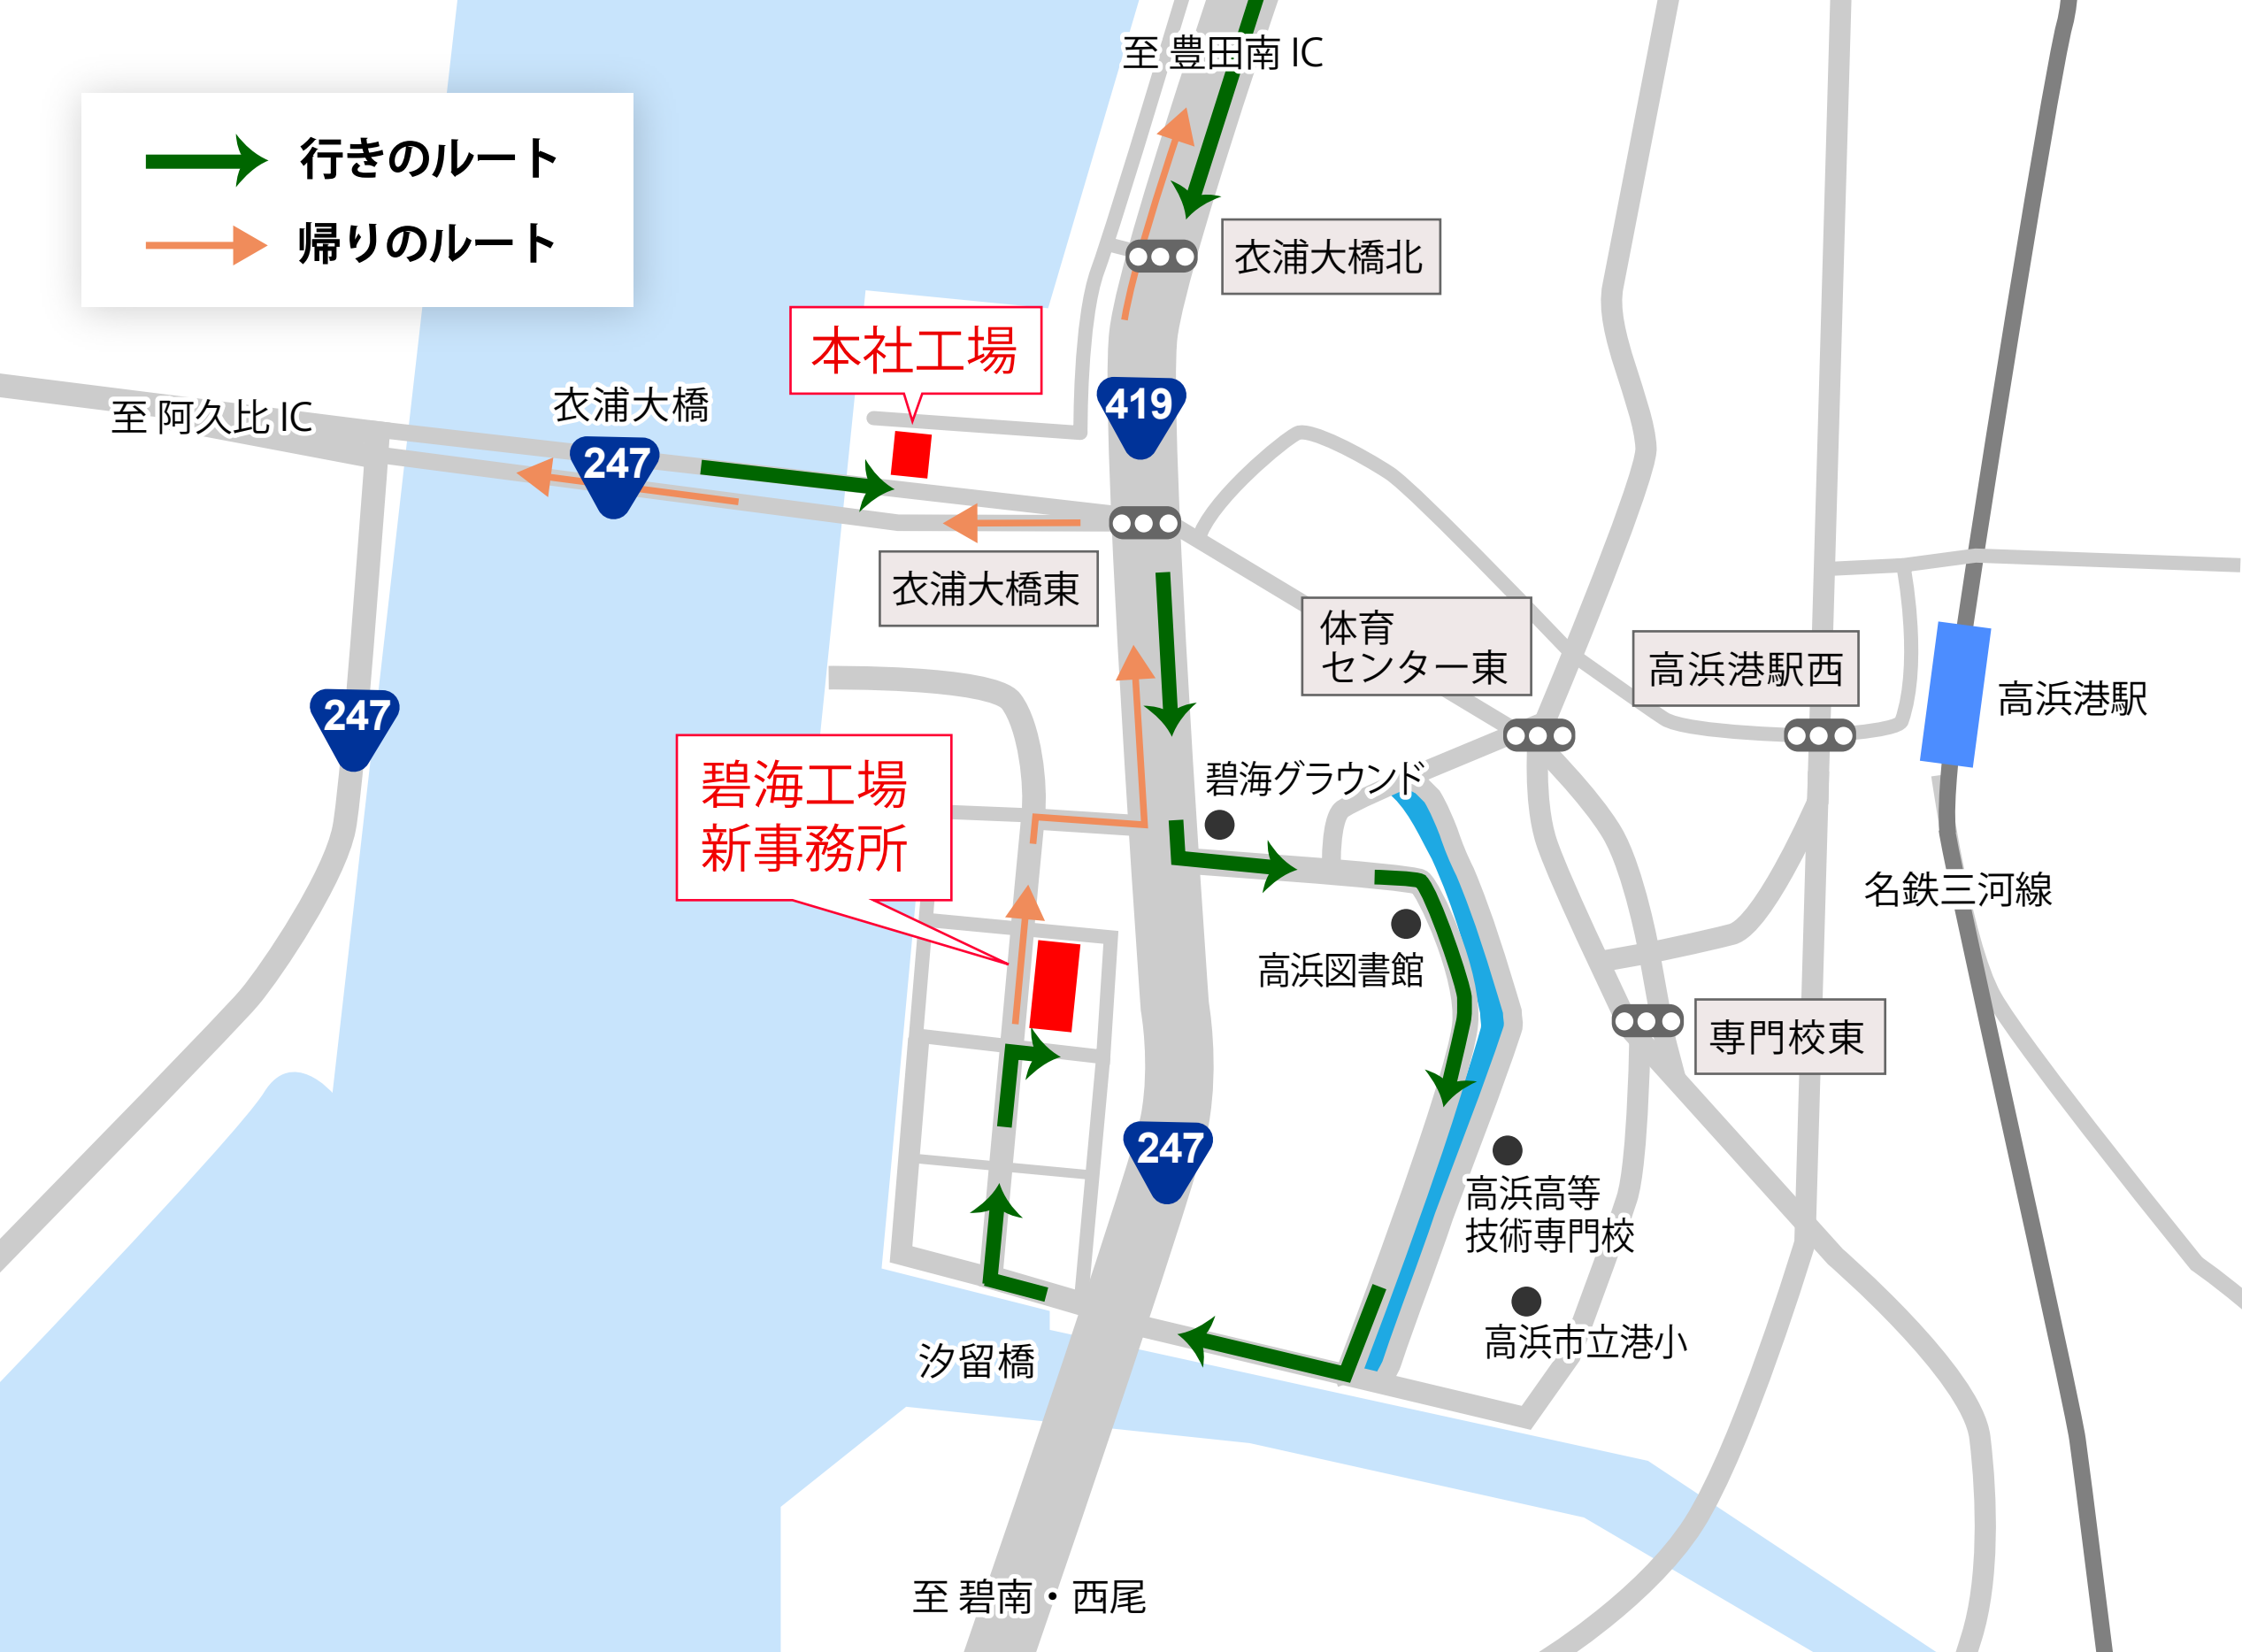 至 豊田南 IC
行きのルート
帰りのルート
衣浦大橋北
本社工場
至 阿久比 IC
衣浦大橋
419
247
衣浦大橋東
体育
センター東
高浜港駅西
高浜港駅
247
碧海工場
新事務所
碧海グラウンド
名鉄三河線
高浜図書館
専門校東
247
高浜高等
技術専門校
汐留橋
高浜市立港小
至 碧南・西尾